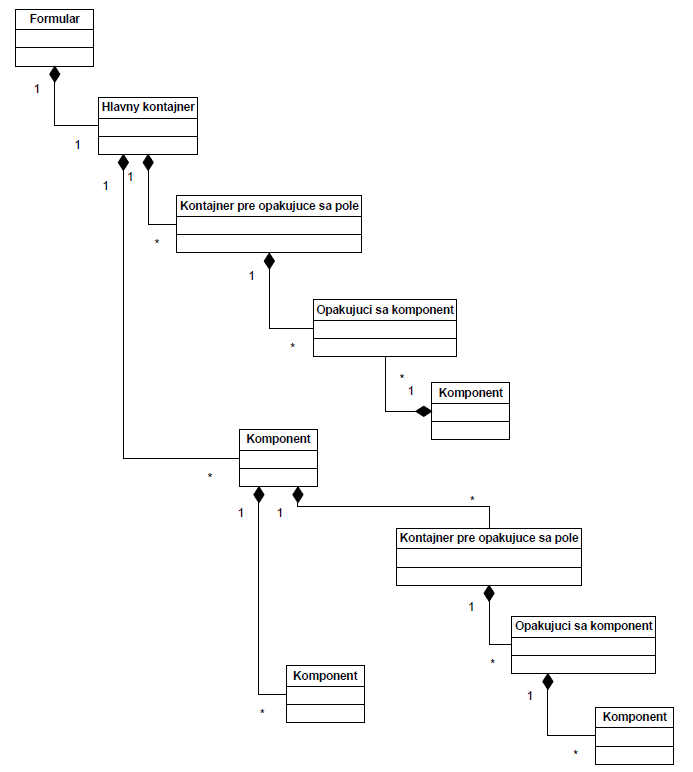 Formular
1
1
Hlavny kontajner
1
1
Kontajner pre opakujuce sa pole
*
1
Opakujuci sa komponent
*
*
1
Komponent
Komponent
*
1
1
*
Kontajner pre opakujuce sa pole
1
Opakujuci sa komponent
*
Komponent
1
*
Komponent
*